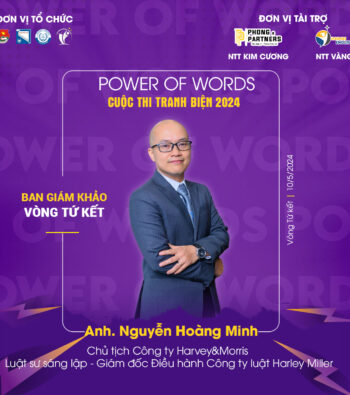 ĐƠN VỊ TỔ CHỨC
ĐƠN VỊ TÀI TRỢ
PHONG PARTNERS
NTT KIM CƯƠNG
NTT VÀNG
POWER OF WORDS
CUỘC THI TRANH BIỆN 2024
BAN GIÁM KHẢO
VÒNG TỨ KẾT
Vòng Tứ kết | 10/5/2024
Anh. Nguyễn Hoàng Minh
Chủ tịch Công ty Harvey&Morris
Luật sư sáng lập - Giám đốc Điều hành Công ty luật Harley Miller